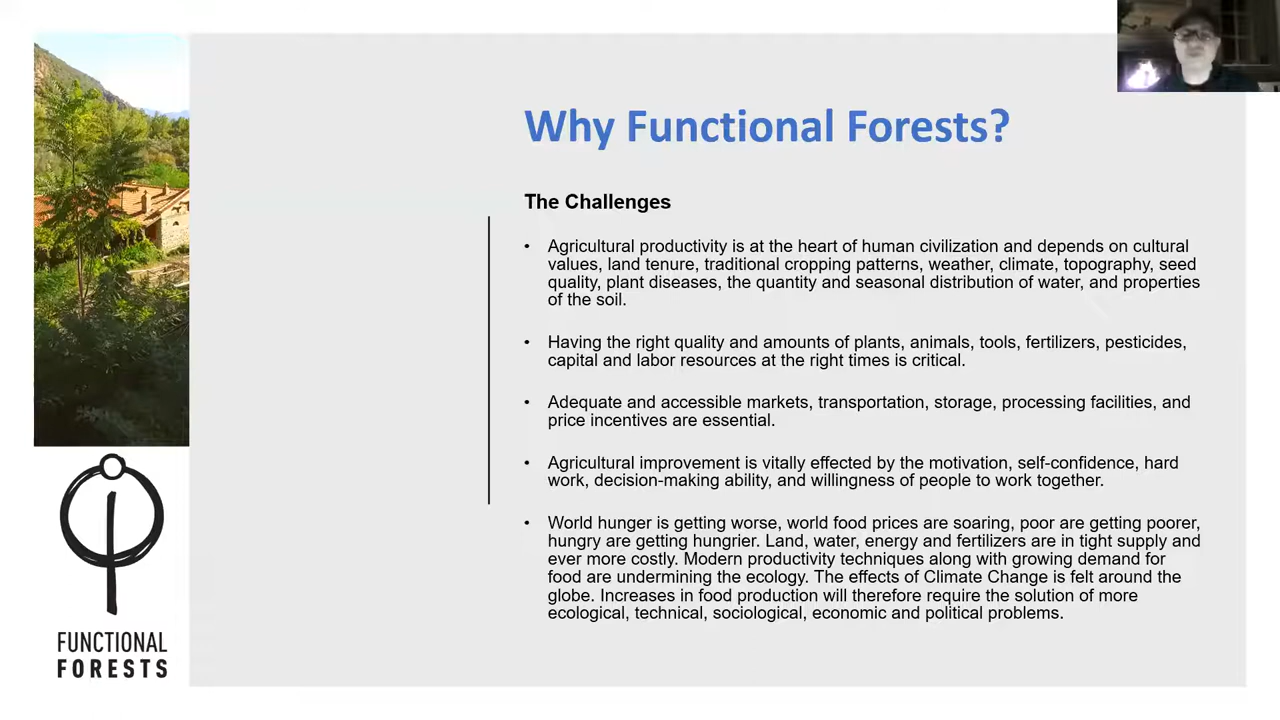 Why Functional Forests?
The Challenges
• Agricultural productivity is at the heart of human civilization and depends on cultural
values, land tenure, traditional cropping patterns, weather, climate, topography, seed
quality, plant diseases, the quantity and seasonal distribution of water, and properties
of the soil.
• Having the right quality and amounts of plants, animals, tools, fertilizers, pesticides,
capital and labor resources at the right times is critical.
• Adequate and accessible markets, transportation, storage, processing facilities, and
price incentives are essential.
• Agricultural improvement is vitally effected by the motivation, self-confidence, hard
work, decision-making ability, and willingness of people to work together.
• World hunger is getting worse, world food prices are soaring, poor are getting poorer,
hungry are getting hungrier. Land, water, energy and fertilizers are in tight supply and
ever more costly. Modern productivity techniques along with growing demand for
food are undermining the ecology. The effects of Climate Change is felt around the
globe. Increases in food production will therefore require the solution of more
ecological, technical, sociological, economic and political problems.
FUNCTIONAL
FORESTS